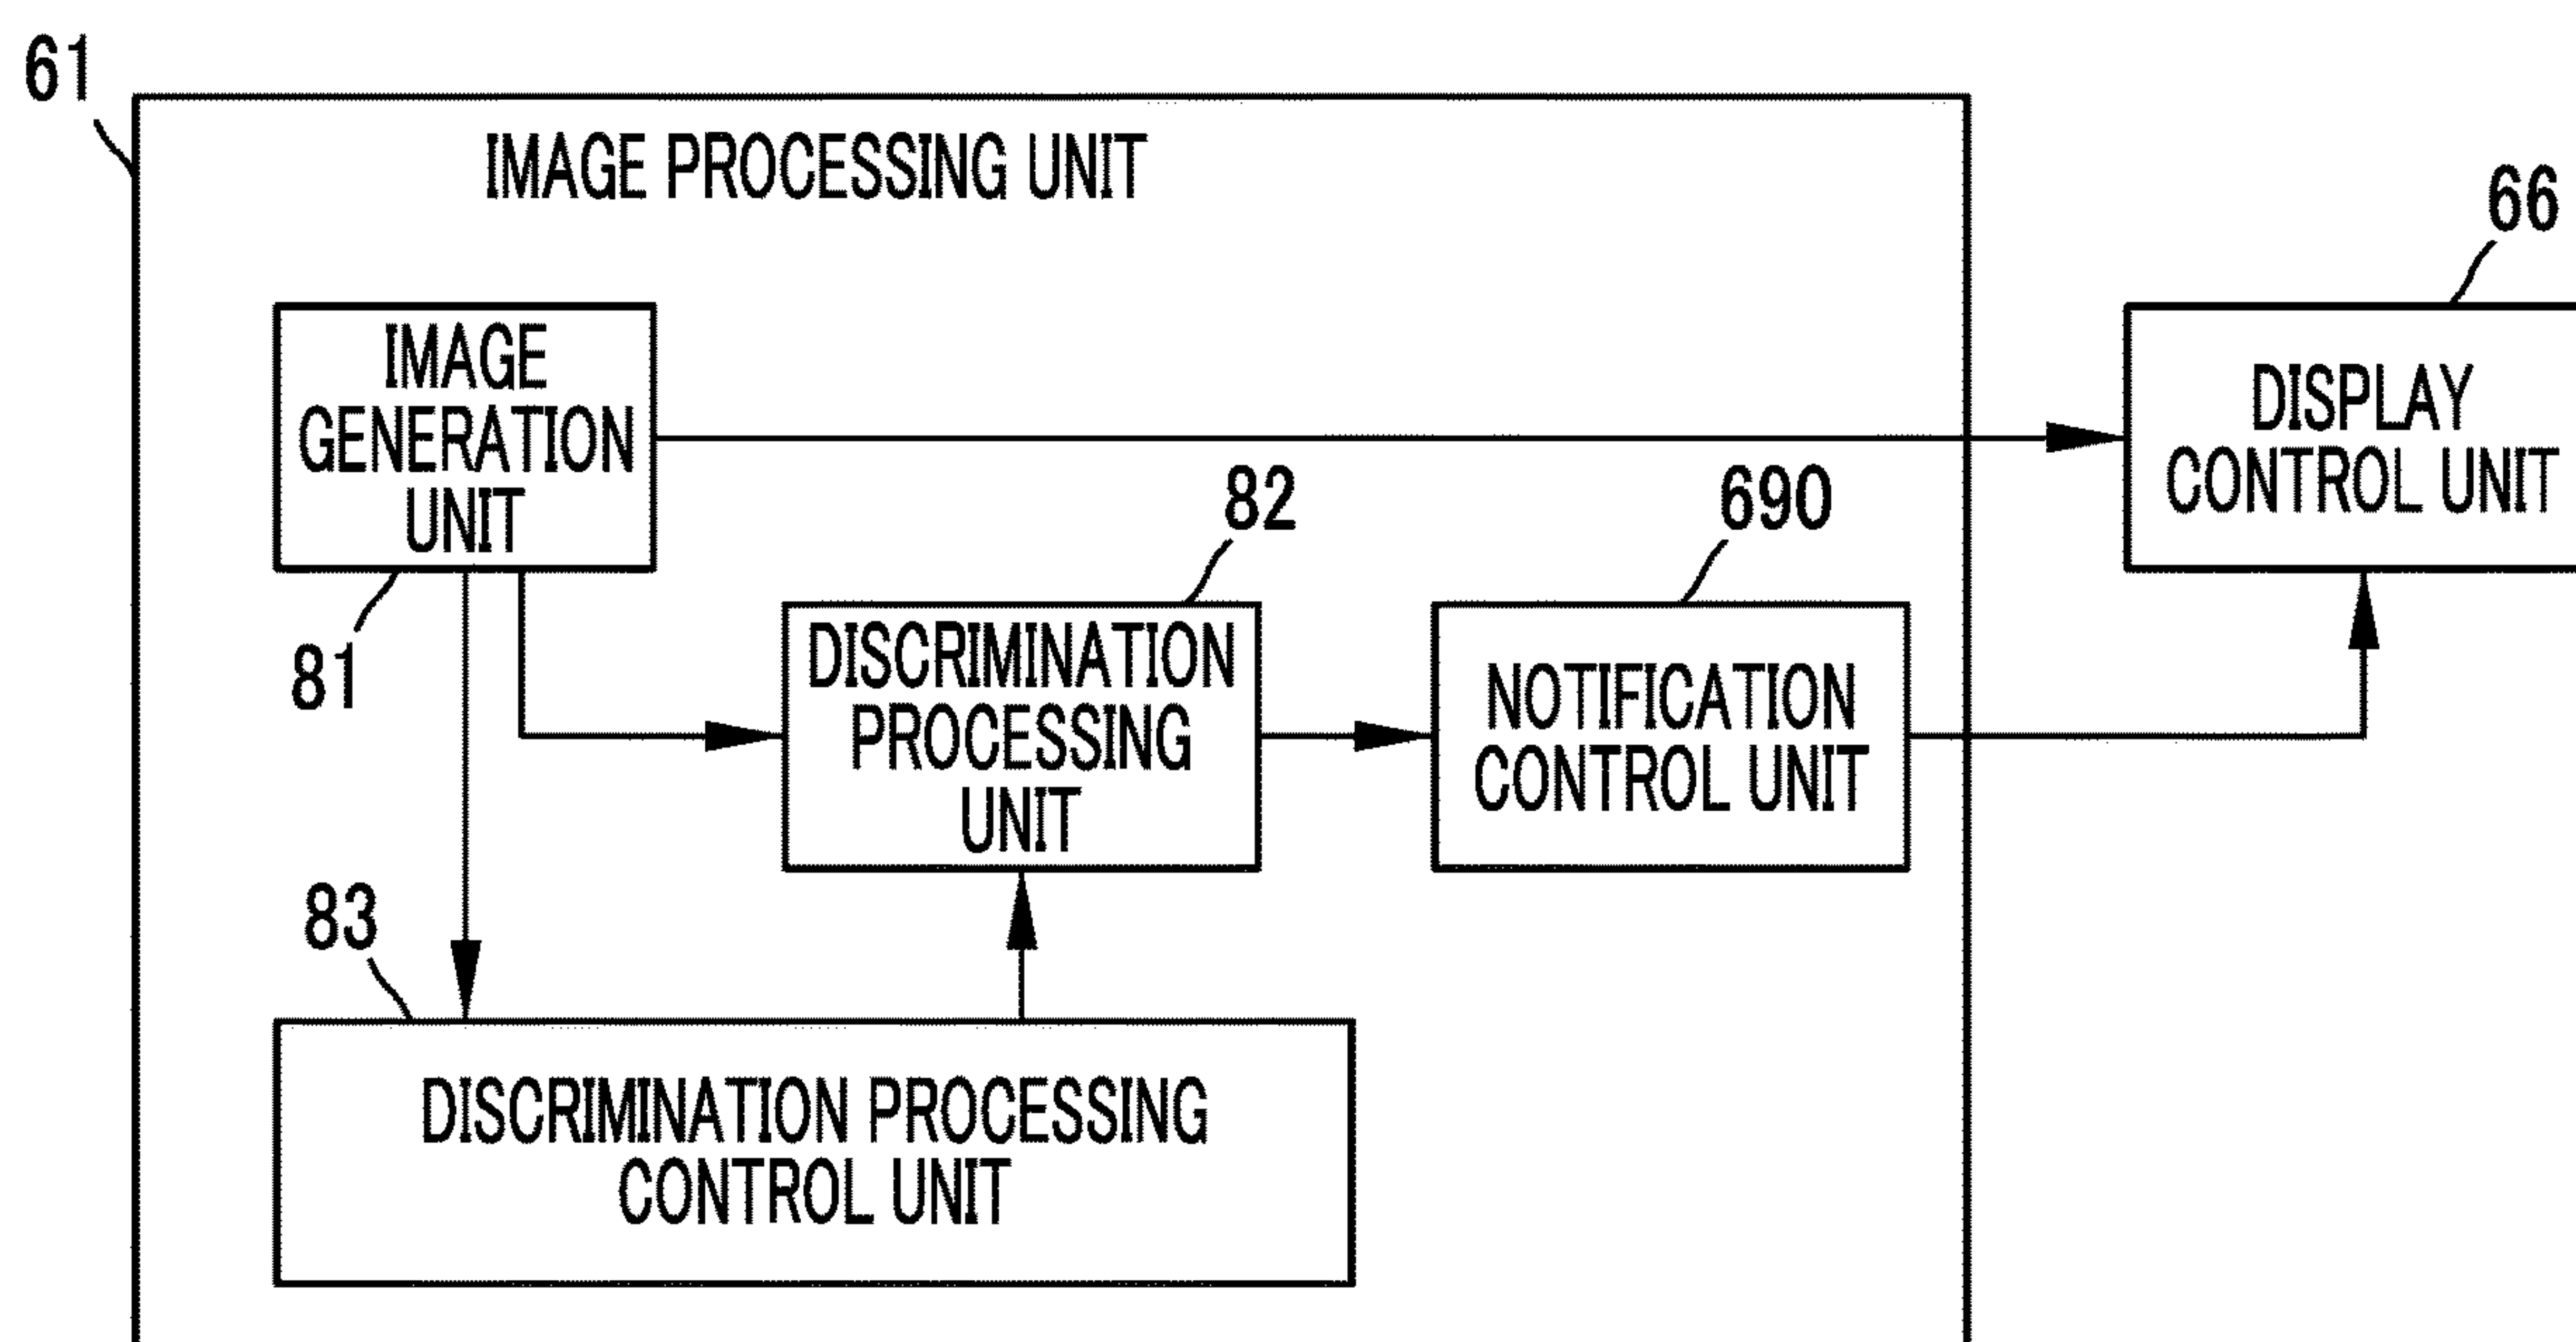 61
IMAGE PROCESSING UNIT
66
IMAGE
GENERATION
UNIT
DISPLAY
CONTROL UNIT
82
690
81
DISCRIMINATION
PROCESSING
UNIT
NOTIFICATION
CONTROL UNIT
83
DISCRIMINATION PROCESSING
CONTROL UNIT